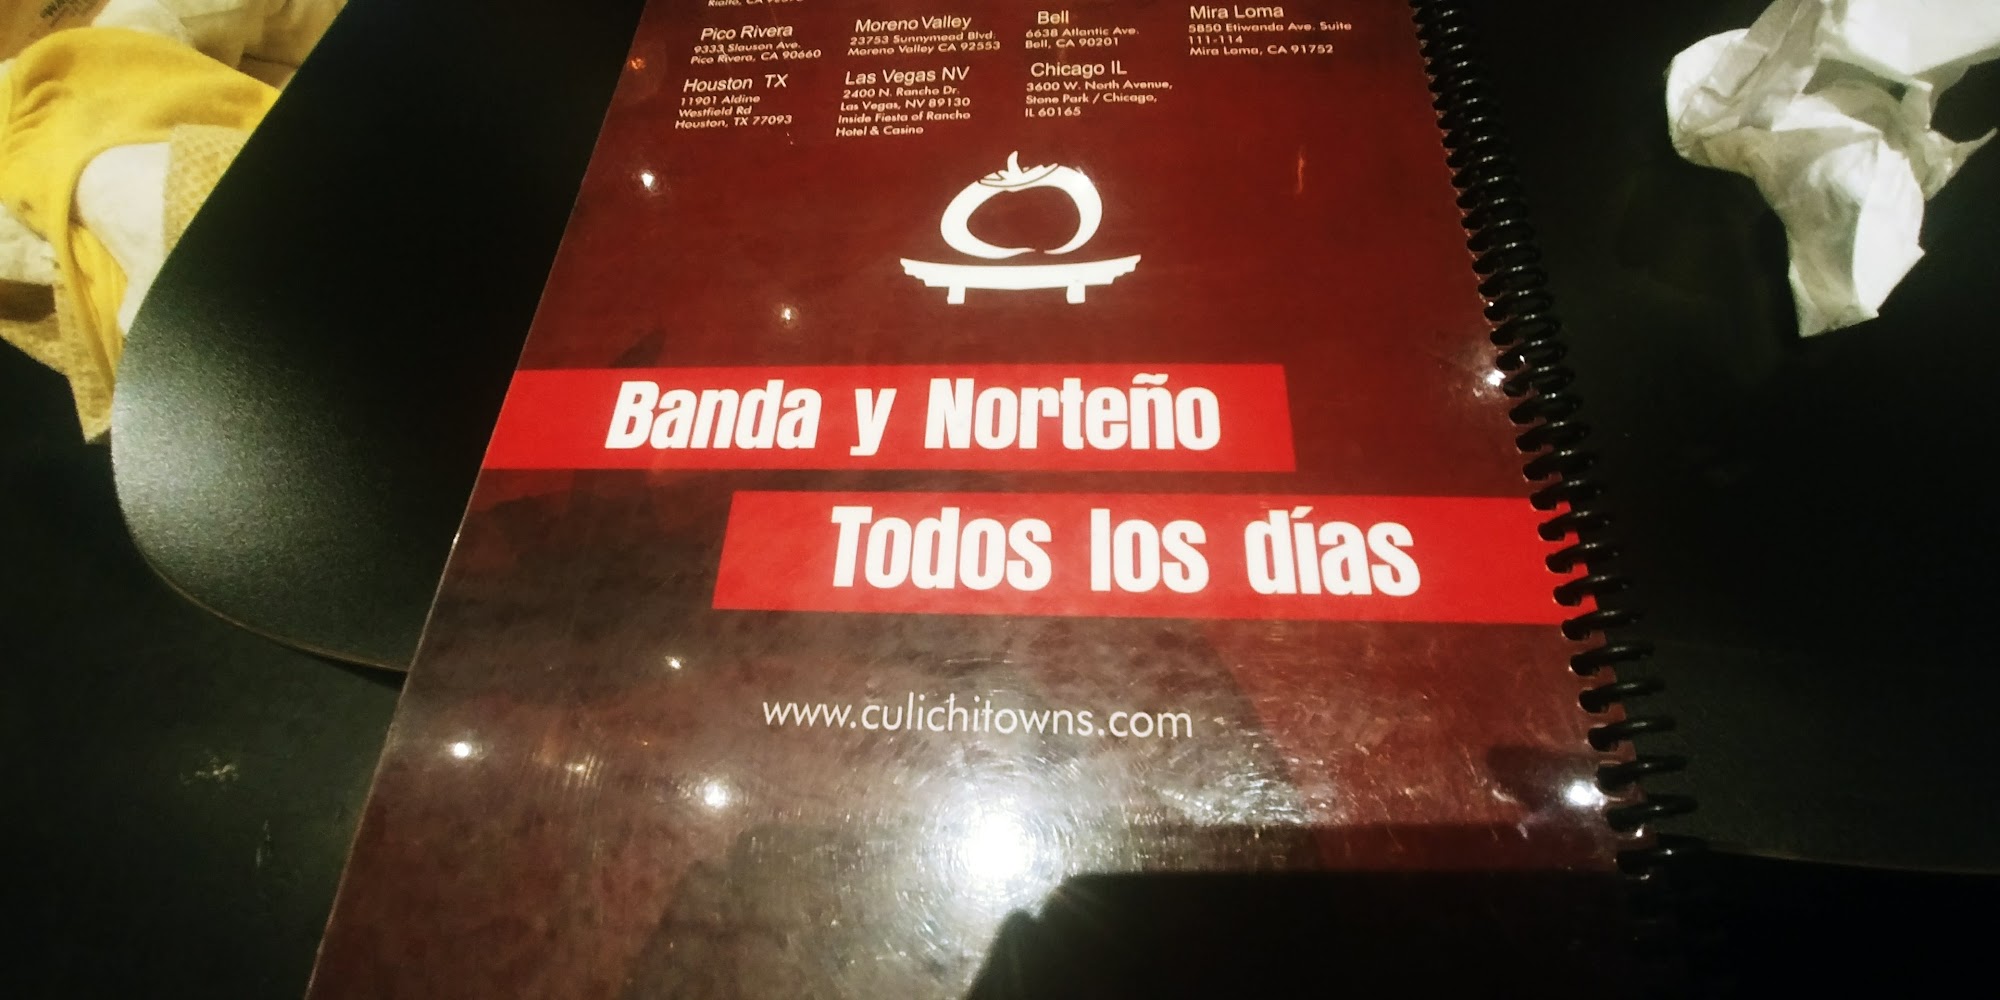 Rialto, CA
Pico Rivera
9333 Slauson Ave.
Pico Rivera, CA 90660
Moreno Valley
23753 Sunnymead Blvd.
Moreno Valley CA 92553
Bell
6638 Atlantic Ave.
Bell, CA 90201
Mira Loma
5850 Etiwanda Ave. Suite
111-114
Mira Loma, CA 91752
Houston TX
11901 Aldine
Westfield Rd
Houston, TX 77093
Las Vegas NV
2400 N. Rancho Dr.
Las Vegas, NV 89130
Inside Fiesta of Rancho
Hotel & Casino
Chicago IL
3600 W. North Avenue,
Stone Park / Chicago,
IL 60165
Banda y Norteño
Todos los días
www.culichitowns.com